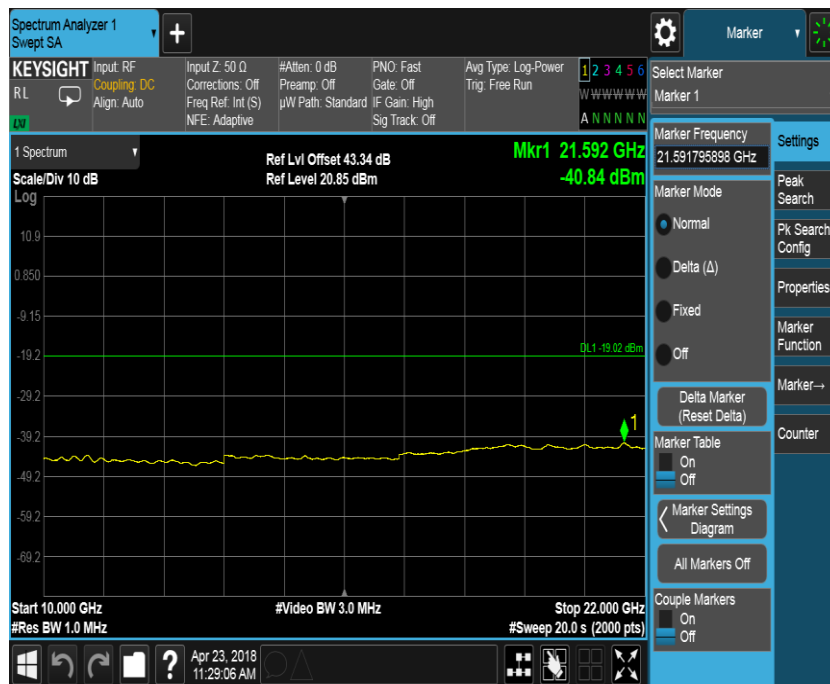 Spectrum Analyzer 1
Swept SA
+
Marker
KEYSIGHT
RL
LXI
Input: RF
Coupling: DC
Align: Auto
Input Z: 50 Ω
Corrections: Off
Freq Ref: Int (S)
NFE: Adaptive
#Atten: 0 dB
Preamp: Off
µW Path: Standard
PNO: Fast
Gate: Off
IF Gain: High
Sig Track: Off
Avg Type: Log-Power
Trig: Free Run
1 2 3 4 5 6
W W W W W W
A N N N N N
Select Marker
Marker 1
1 Spectrum
Scale/Div 10 dB
Log
Ref Lvl Offset 43.34 dB
Ref Level 20.85 dBm
Mkr1 21.592 GHz
-40.84 dBm
10.9
0.850
-9.15
-19.2
-29.2
-39.2
-49.2
-59.2
-69.2
DL1 -19.02 dBm
1
Start 10.000 GHz
#Res BW 1.0 MHz
#Video BW 3.0 MHz
Stop 22.000 GHz
#Sweep 20.0 s (2000 pts)
Marker Frequency
21.591795898 GHz
Marker Mode
Normal
Delta (Δ)
Fixed
Off
Delta Marker
(Reset Delta)
Marker Table
On
Off
Marker Settings
Diagram
All Markers Off
Couple Markers
On
Off
Settings
Peak
Search
Pk Search
Config
Properties
Marker
Function
Marker→
Counter
?
Apr 23, 2018
11:29:06 AM